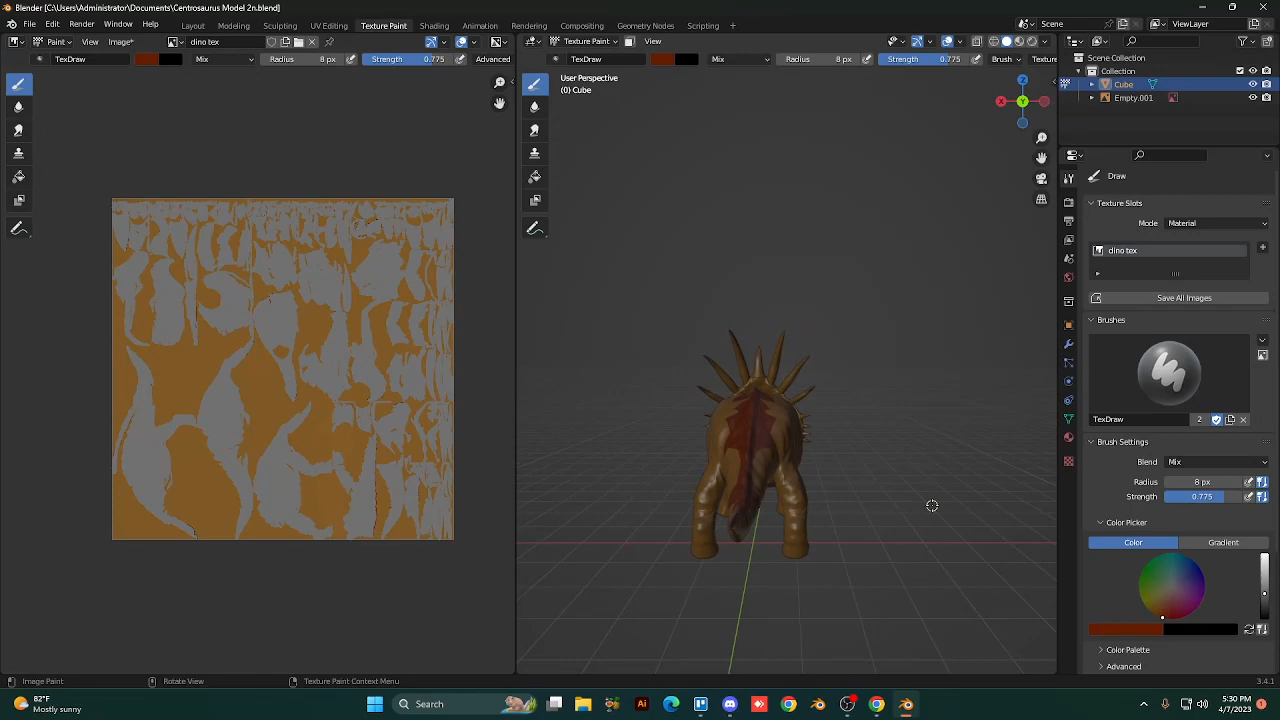 Blender [C:\Users\Administrator\Documents\Centosaurus Model 2n.blend]
File Edit Render Window Help Layout Modeling Sculpting UV Editing Texture Paint Shading Animation Rendering Compositing Geometry Nodes Scripting + Scene ViewLayer
Paint View Image* dino tex Texture Paint View
TexDraw Mix Radius 8 px Strength 0.775 Advanced TexDraw Mix Radius 8 px Strength 0.775 Brush Texture
Scene Collection
Collection
Cube
Empty.001
User Perspective
(0) Cube
Z
X
Y
Draw
Texture Slots
Mode Material
dino tex
Save All Images
Brushes
TexDraw 2
Brush Settings
Blend Mix
Radius 8 px
Strength 0.775
Color Picker
Color Gradient
Color Palette
Advanced
Image Paint Rotate View Texture Paint Context Menu 3.4.1
82°F
Mostly sunny
Search
Ai
5:30 PM
4/7/2023